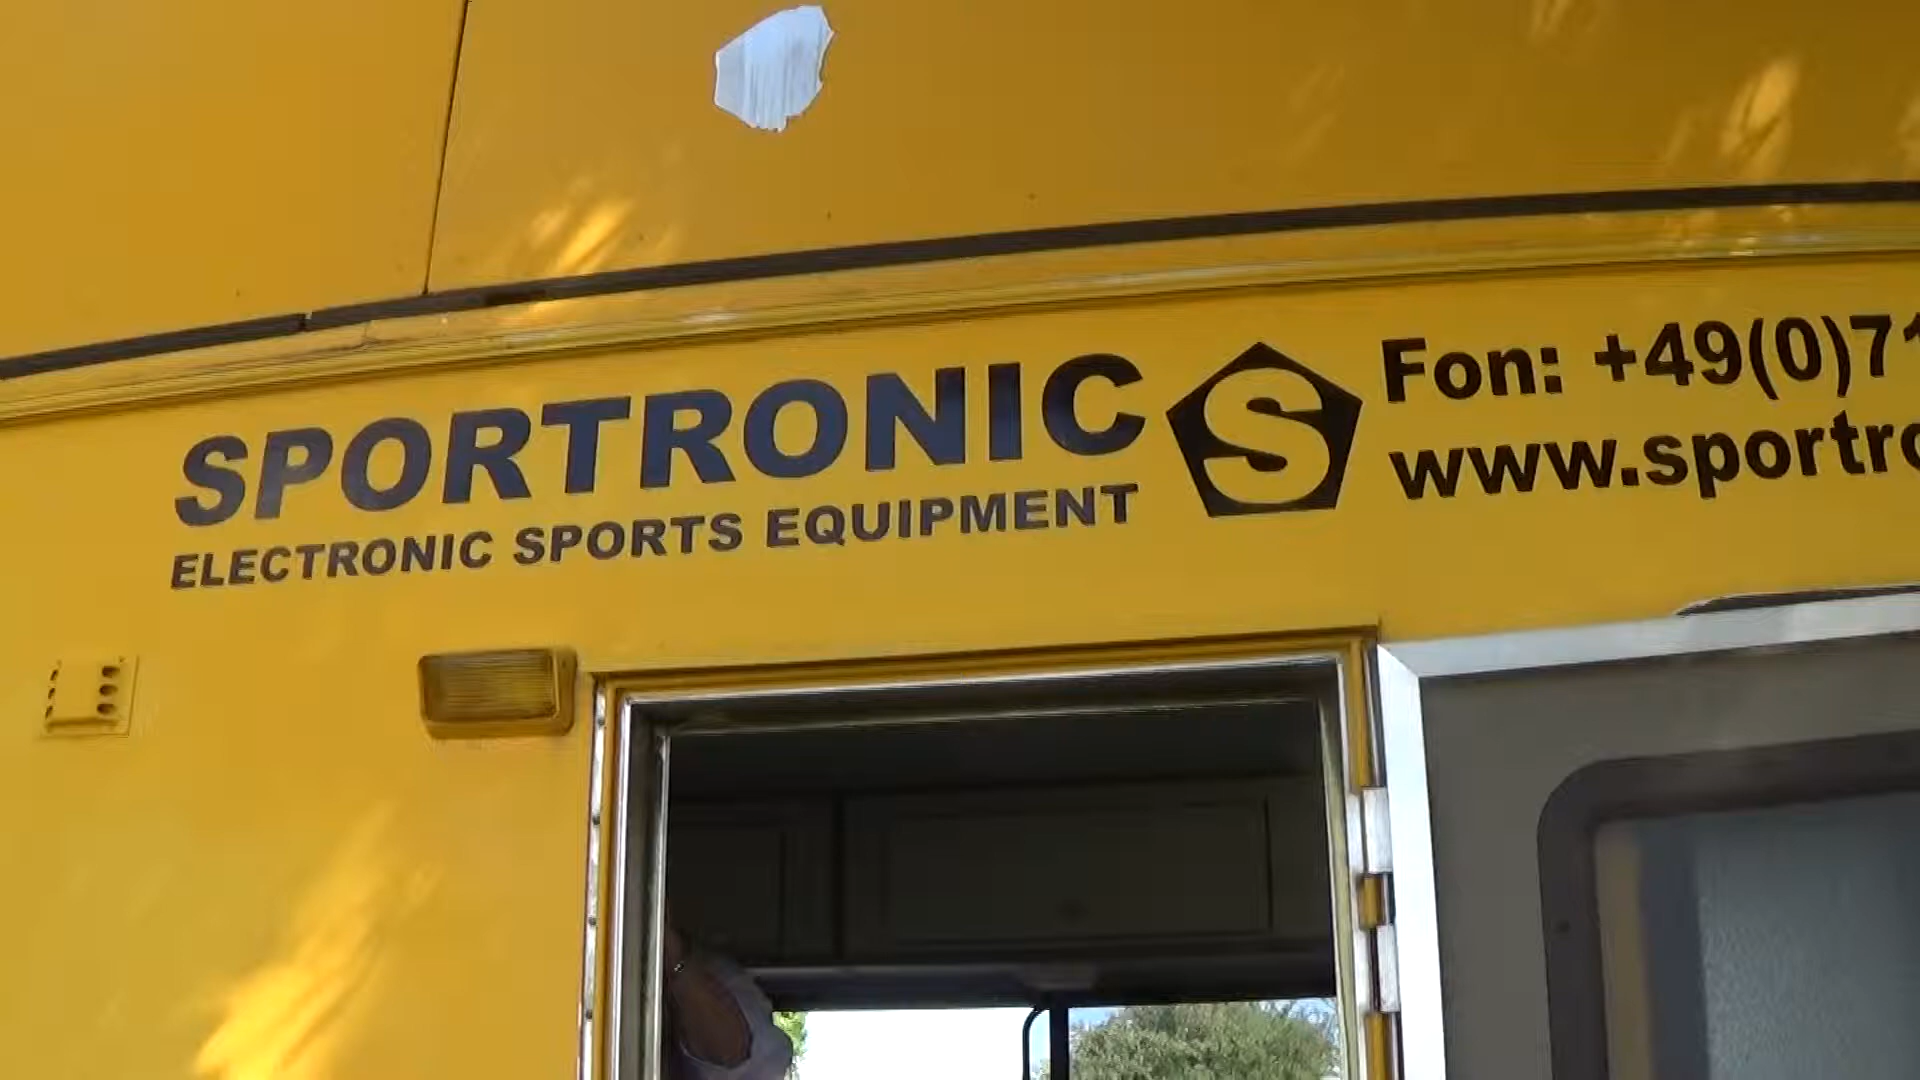 SPORTRONIC
ELECTRONIC SPORTS EQUIPMENT
S
Fon: +49(0)71
www.sportro